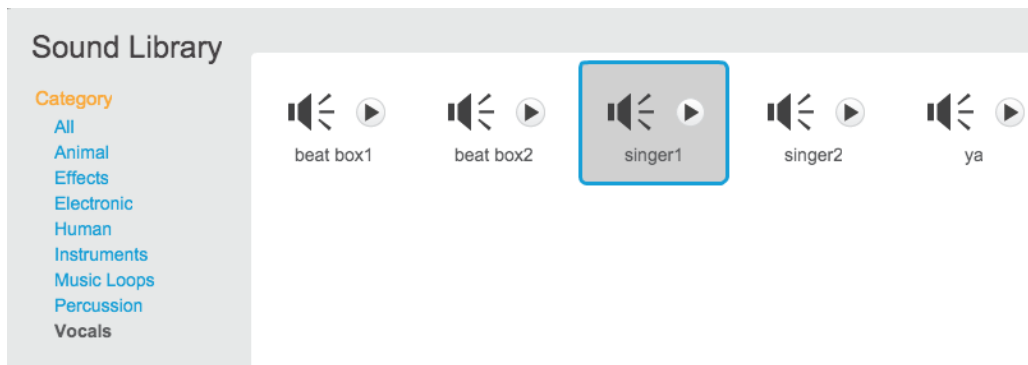 Sound Library
Category
All
Animal
Effects
Electronic
Human
Instruments
Music Loops
Percussion
Vocals
beat box1
beat box2
singer1
singer2
ya